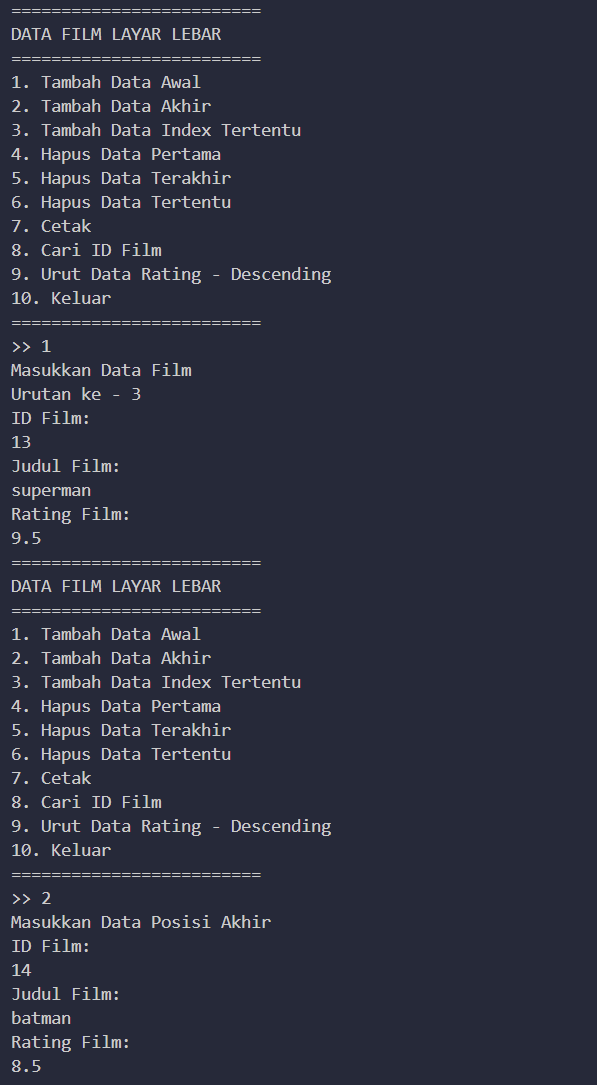 =========================
DATA FILM LAYAR LEBAR
=========================
1. Tambah Data Awal
2. Tambah Data Akhir
3. Tambah Data Index Tertentu
4. Hapus Data Pertama
5. Hapus Data Terakhir
6. Hapus Data Tertentu
7. Cetak
8. Cari ID Film
9. Urut Data Rating - Descending
10. Keluar
=========================
>> 1
Masukkan Data Film
Urutan ke - 3
ID Film:
13
Judul Film:
superman
Rating Film:
9.5
=========================
DATA FILM LAYAR LEBAR
=========================
1. Tambah Data Awal
2. Tambah Data Akhir
3. Tambah Data Index Tertentu
4. Hapus Data Pertama
5. Hapus Data Terakhir
6. Hapus Data Tertentu
7. Cetak
8. Cari ID Film
9. Urut Data Rating - Descending
10. Keluar
=========================
>> 2
Masukkan Data Posisi Akhir
ID Film:
14
Judul Film:
batman
Rating Film:
8.5